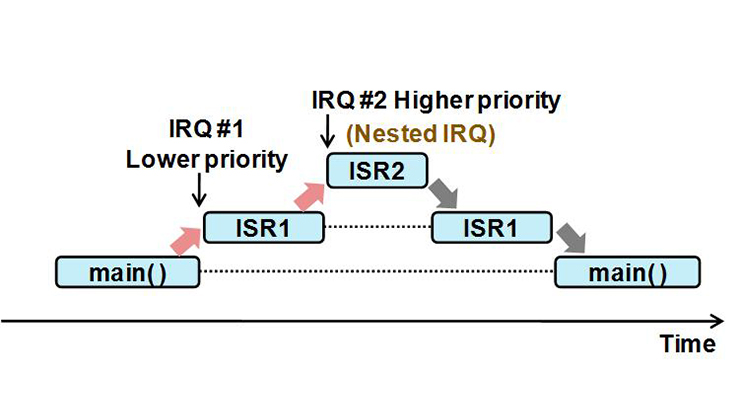 IRQ #2 Higher priority
(Nested IRQ)
IRQ #1
Lower priority
ISR2
ISR1
ISR1
main()
main()
Time